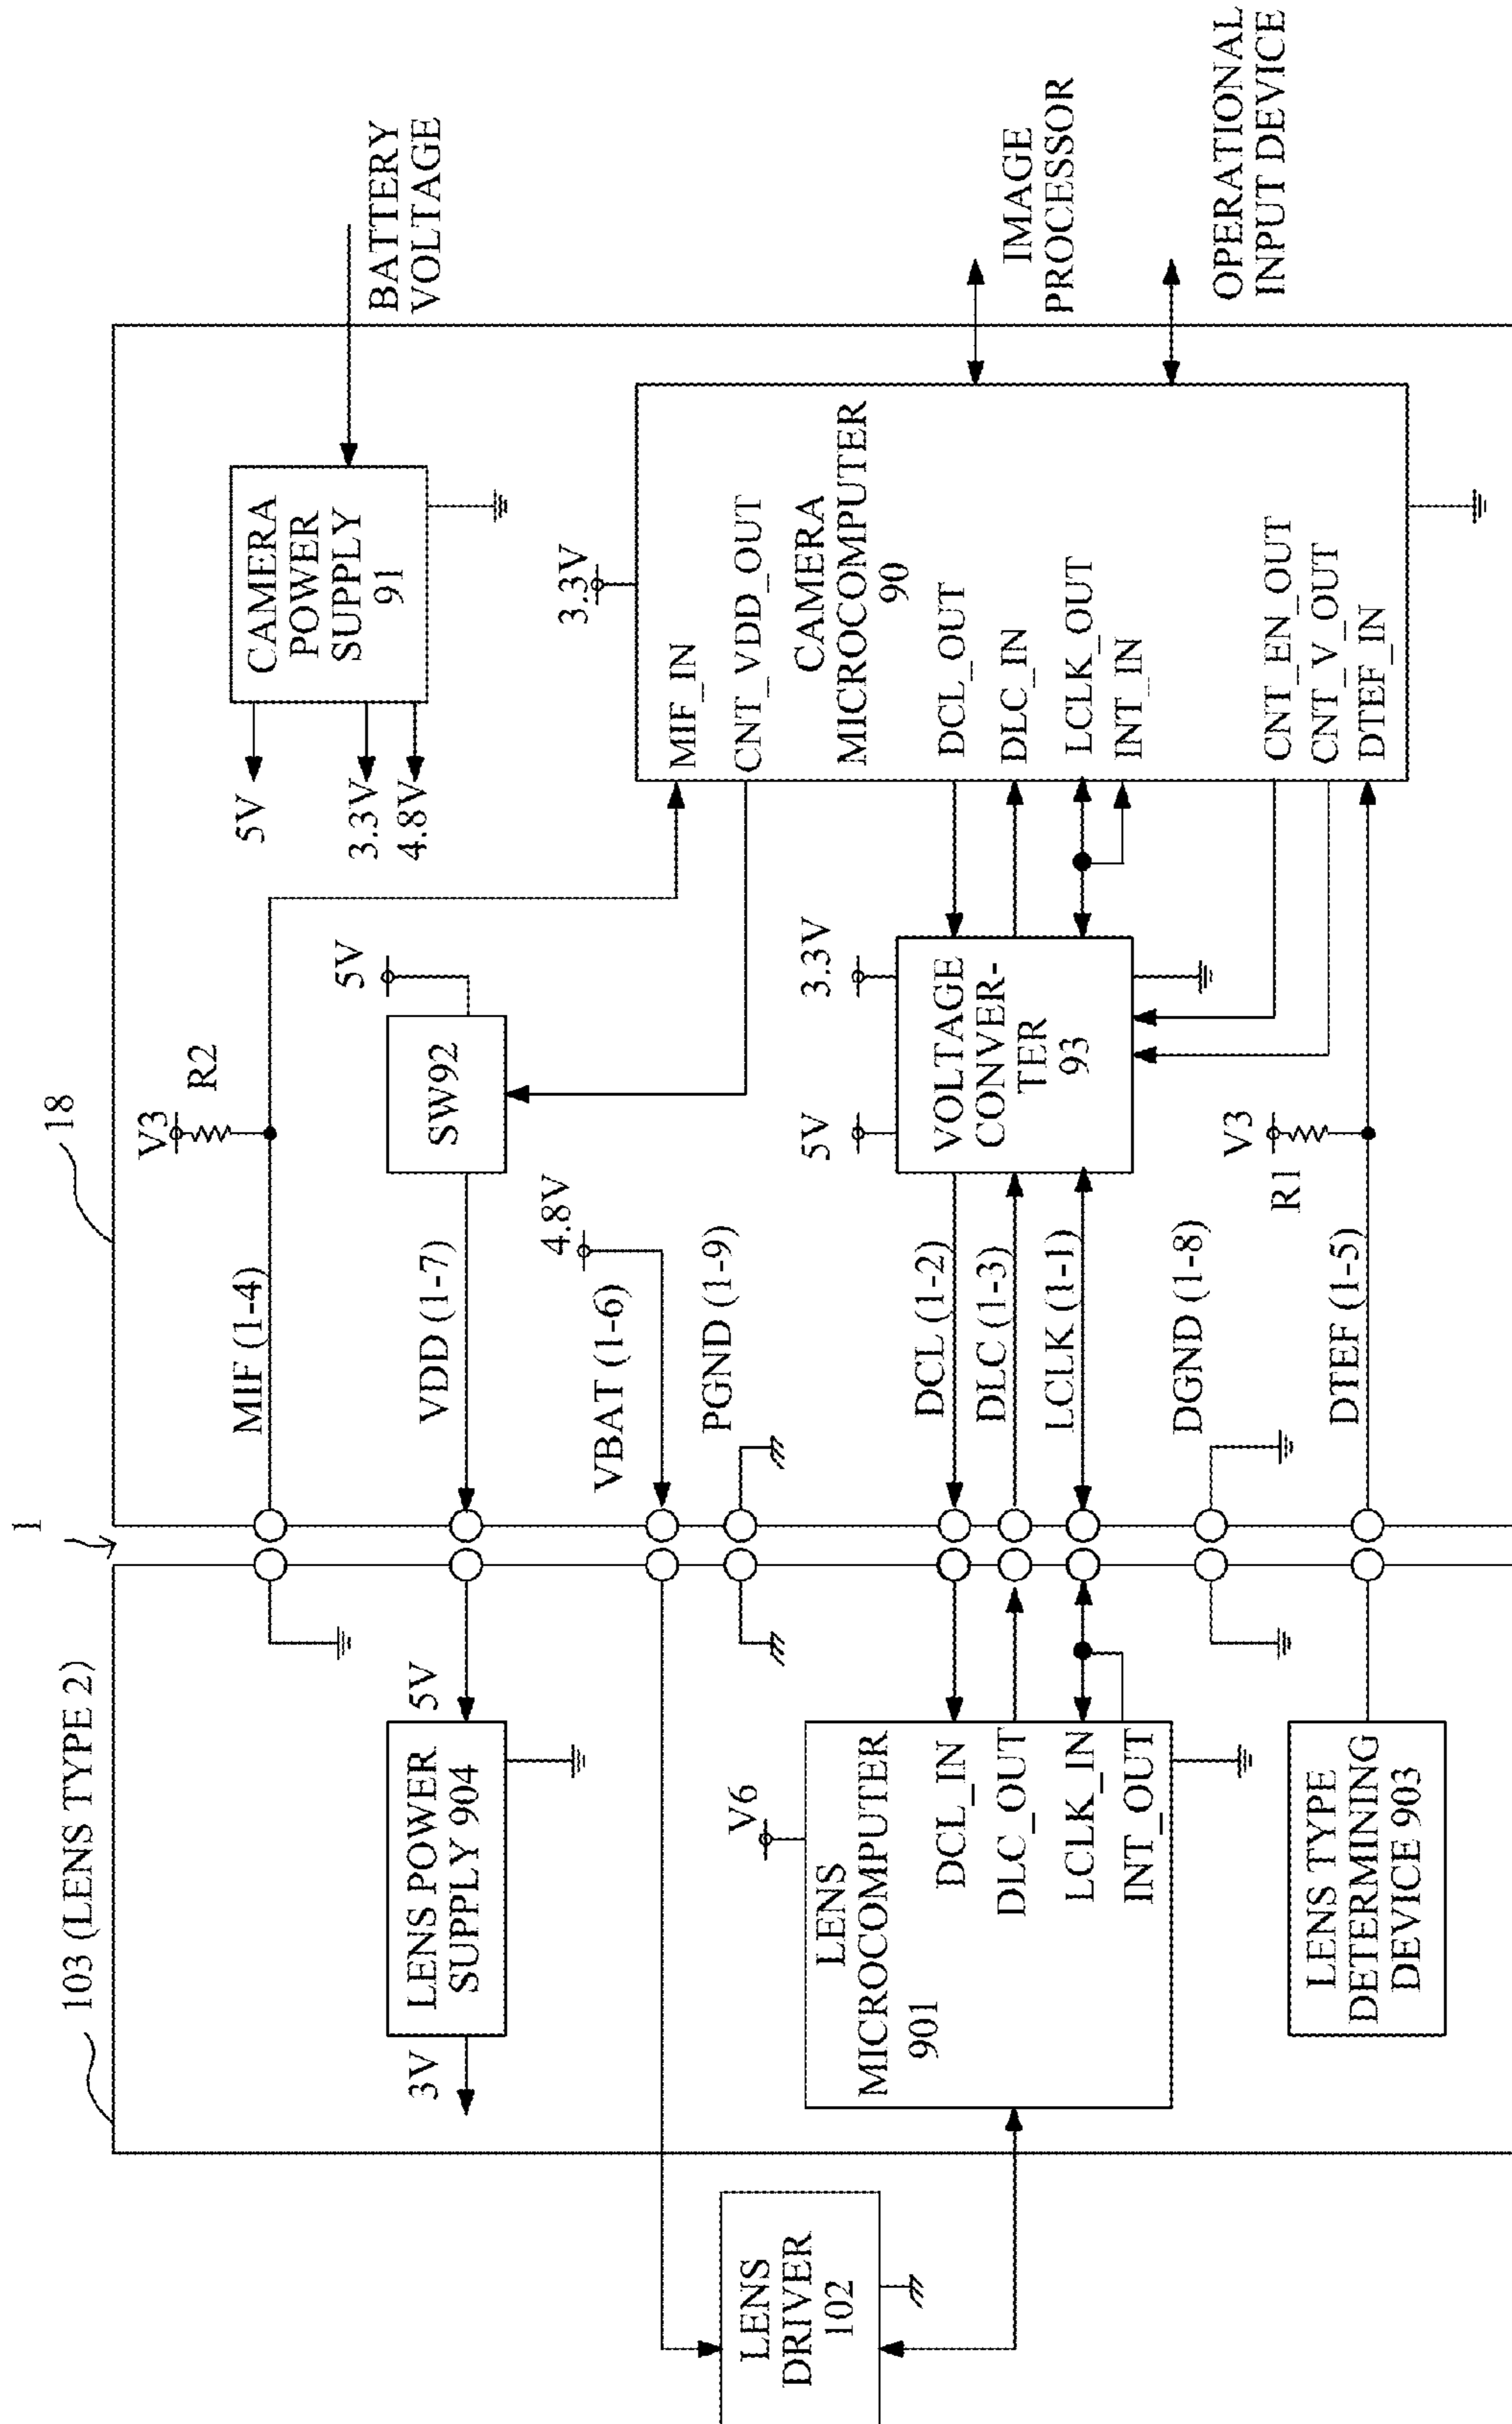 1
103 (LENS TYPE 2)
18
LENS
DRIVER
102
3V
LENS POWER
SUPPLY 904
5V
LENS
MICROCOMPUTER
901
V6
DCL_IN
DLC_OUT
LCLK_IN
INT_OUT
LENS TYPE
DETERMINING
DEVICE 903
MIF (1-4)
VDD (1-7)
VBAT (1-6)
PGND (1-9)
DCL (1-2)
DLC (1-3)
LCLK (1-1)
DGND (1-8)
DTEF (1-5)
V3
R2
SW92
5V
4.8V
5V
3.3V
VOLTAGE
CONVER-
TER
93
V3
R1
5V
3.3V
4.8V
CAMERA
POWER
SUPPLY
91
BATTERY
VOLTAGE
3.3V
MIF_IN
CNT_VDD_OUT
CAMERA
MICROCOMPUTER
90
DCL_OUT
DLC_IN
LCLK_OUT
INT_IN
CNT_EN_OUT
CNT_V_OUT
DTEF_IN
IMAGE
PROCESSOR
OPERATIONAL
INPUT DEVICE